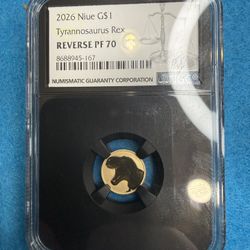 2026 Niue G$1
Tyrannosaurus Rex
REVERSE PF 70
8688945-167
NUMISMATIC GUARANTY CORPORATION